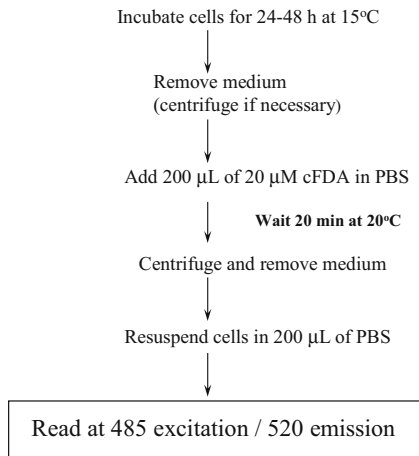 Incubate cells for 24-48 h at 15°C
Remove medium
(centrifuge if necessary)
Add 200 μL of 20 μM cFDA in PBS
Wait 20 min at 20°C
Centrifuge and remove medium
Resuspend cells in 200 μL of PBS
Read at 485 excitation / 520 emission